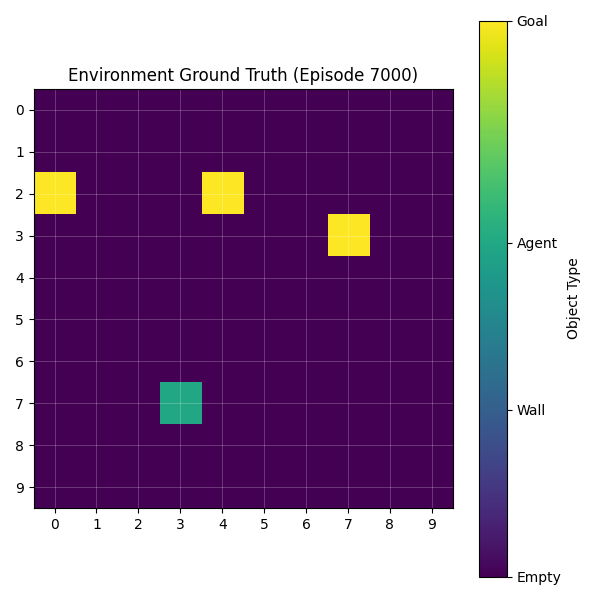 Environment Ground Truth (Episode 7000)
0
1
2
3
4
5
6
7
8
9
0 1 2 3 4 5 6 7 8 9
Goal
Agent
Wall
Empty
Object Type